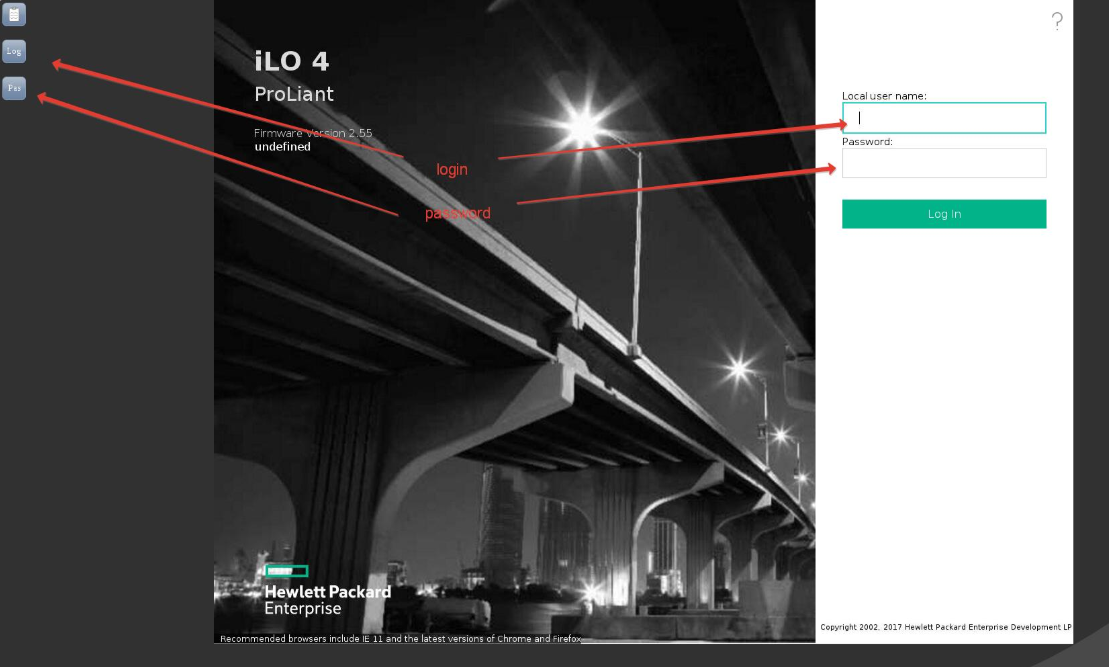 Log
Pas
iLO 4
ProLiant
Firmware Version 2.55
undefined
login
password
?
Local user name:
Password:
Log In
Hewlett Packard
Enterprise
Recommended browsers include IE 11 and the latest versions of Chrome and Firefox
Copyright 2002, 2017 Hewlett Packard Enterprise Development LP